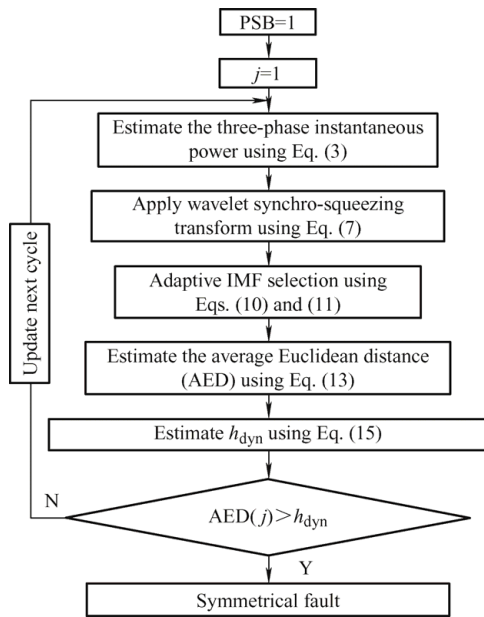 PSB=1
j=1
Estimate the three-phase instantaneous
power using Eq. (3)
Apply wavelet synchro-squeezing
transform using Eq. (7)
Update next cycle
Adaptive IMF selection using
Eqs. (10) and (11)
Estimate the average Euclidean distance
(AED) using Eq. (13)
Estimate h_dyn using Eq. (15)
N
AED(j)>h_dyn
Y
Symmetrical fault